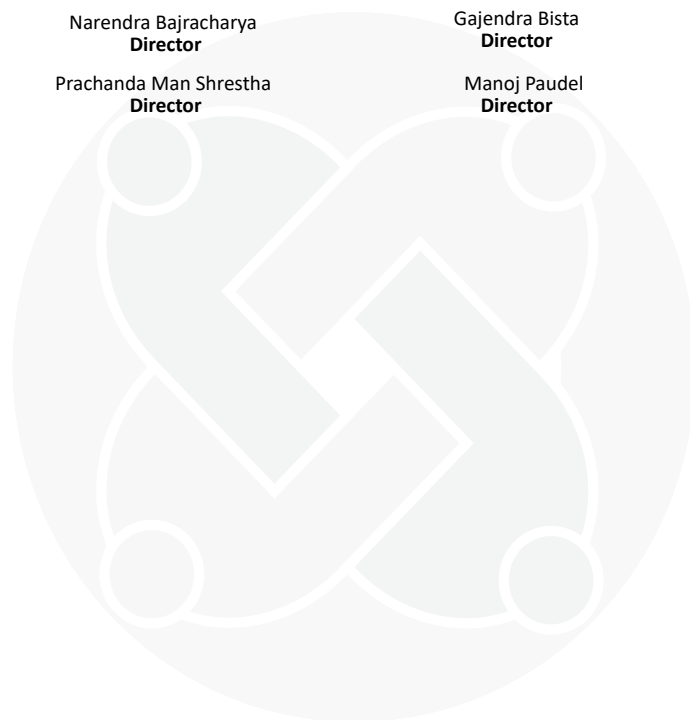 Narendra Bajracharya
Director
Gajendra Bista
Director
Prachanda Man Shrestha
Director
Manoj Paudel
Director